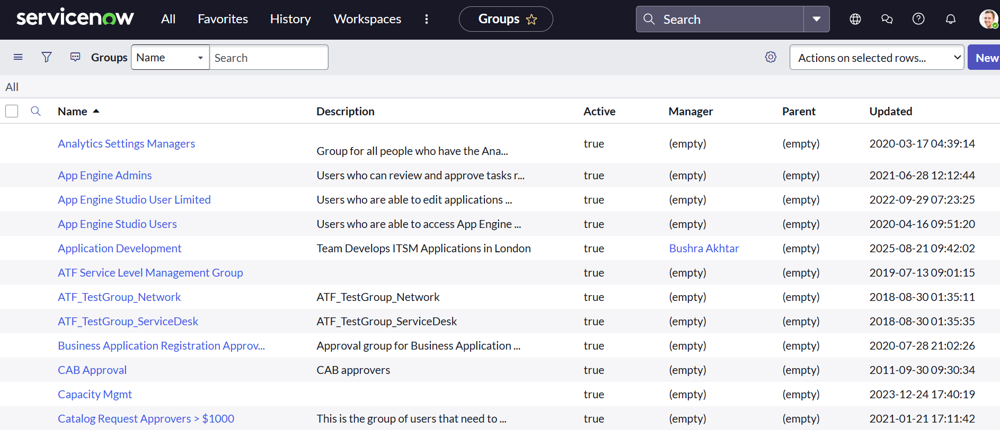 servicenow All Favorites History Workspaces Groups Search
Groups Name Search Actions on selected rows... New
All
Name Description Active Manager Parent Updated
Analytics Settings Managers Group for all people who have the Ana... true (empty) (empty) 2020-03-17 04:39:14
App Engine Admins Users who can review and approve tasks r... true (empty) (empty) 2021-06-28 12:12:44
App Engine Studio User Limited Users who are able to edit applications ... true (empty) (empty) 2022-09-29 07:23:25
App Engine Studio Users Users who are able to access App Engine ... true (empty) (empty) 2020-04-16 09:51:20
Application Development Team Develops ITSM Applications in London true Bushra Akhtar (empty) 2025-08-21 09:42:02
ATF Service Level Management Group true (empty) (empty) 2019-07-13 09:01:15
ATF_TestGroup_Network ATF_TestGroup_Network true (empty) (empty) 2018-08-30 01:35:11
ATF_TestGroup_ServiceDesk ATF_TestGroup_ServiceDesk true (empty) (empty) 2018-08-30 01:35:35
Business Application Registration Approv... Approval group for Business Application ... true (empty) (empty) 2020-07-28 21:02:26
CAB Approval CAB approvers true (empty) (empty) 2011-09-30 09:30:34
Capacity Mgmt true (empty) (empty) 2023-12-24 17:40:19
Catalog Request Approvers > $1000 This is the group of users that need to ... true (empty) (empty) 2021-01-21 17:11:42